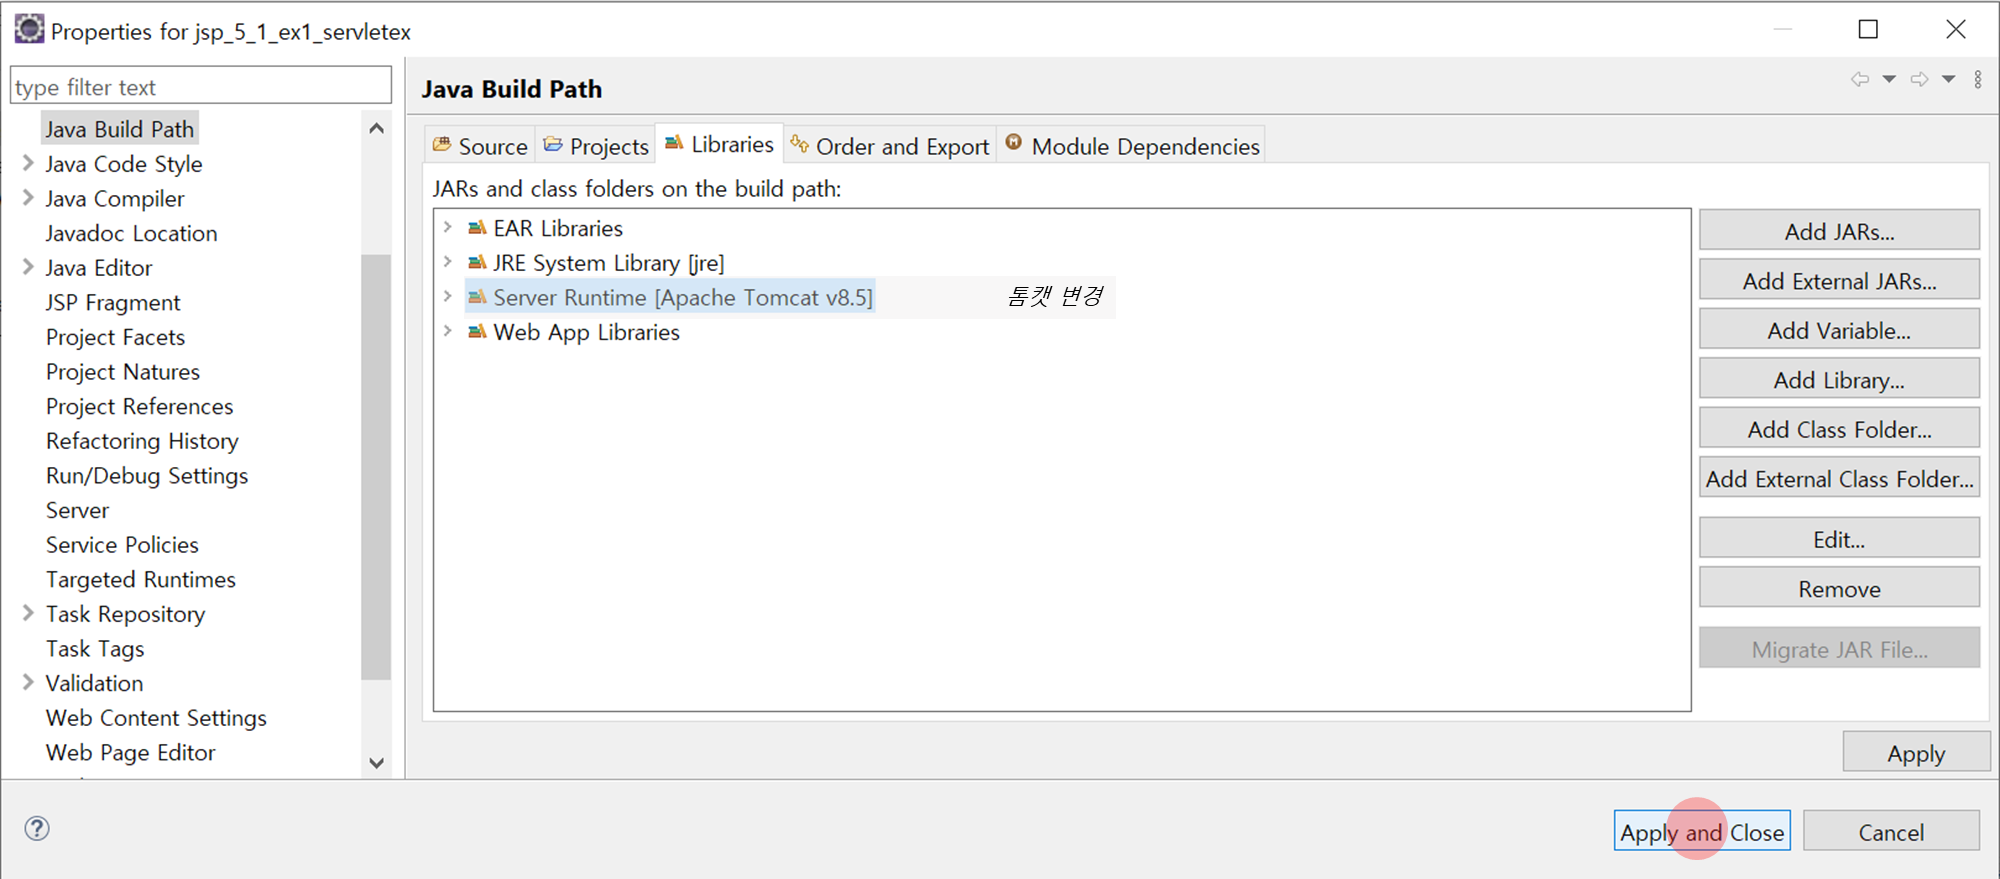 Properties for jsp_5_1_ex1_servletex
type filter text
Java Build Path
Java Code Style
Java Compiler
Javadoc Location
Java Editor
JSP Fragment
Project Facets
Project Natures
Project References
Refactoring History
Run/Debug Settings
Server
Service Policies
Targeted Runtimes
Task Repository
Task Tags
Validation
Web Content Settings
Web Page Editor
Java Build Path
Source Projects Libraries Order and Export Module Dependencies
JARs and class folders on the build path:
EAR Libraries
JRE System Library [jre]
Server Runtime [Apache Tomcat v8.5] 톰캣 변경
Web App Libraries
Add JARs...
Add External JARs...
Add Variable...
Add Library...
Add Class Folder...
Add External Class Folder...
Edit...
Remove
Migrate JAR File...
Apply
Apply and Close Cancel